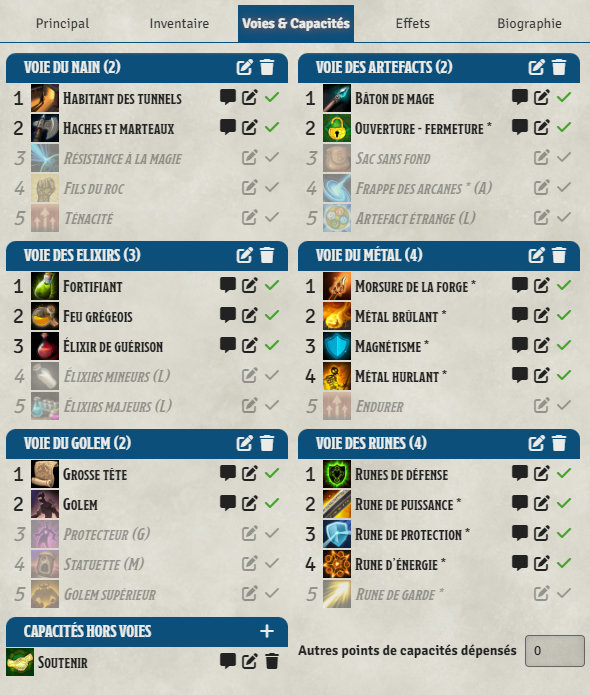 Principal Inventaire Voies & Capacités Effets Biographie
VOIE DU NAIN (2)
1 HABITANT DES TUNNELS
2 HACHES ET MARTEAUX
3 RÉSISTANCE À LA MAGIE
4 FILS DU ROC
5 TÉNACITÉ
VOIE DES ARTEFACTS (2)
1 BÂTON DE MAGE
2 OUVERTURE - FERMETURE *
3 SAC SANS FOND
4 FRAPPE DES ARCANES * (A)
5 ARTEFACT ÉTRANGE (L)
VOIE DES ELIXIRS (3)
1 FORTIFIANT
2 FEU GRÉGEOIS
3 ÉLIXIR DE GUÉRISON
4 ÉLIXIRS MINEURS (L)
5 ÉLIXIRS MAJEURS (L)
VOIE DU MÉTAL (4)
1 MORSURE DE LA FORGE *
2 MÉTAL BRÛLANT *
3 MAGNÉTISME *
4 MÉTAL HURLANT *
5 ENDURER
VOIE DU GOLEM (2)
1 GROSSE TÊTE
2 GOLEM
3 PROTECTEUR (G)
4 STATUETTE (M)
5 GOLEM SUPÉRIEUR
VOIE DES RUNES (4)
1 RUNES DE DÉFENSE
2 RUNE DE PUISSANCE *
3 RUNE DE PROTECTION *
4 RUNE D'ÉNERGIE *
5 RUNE DE GARDE *
CAPACITÉS HORS VOIES
SOUTENIR
Autres points de capacités dépensés 0